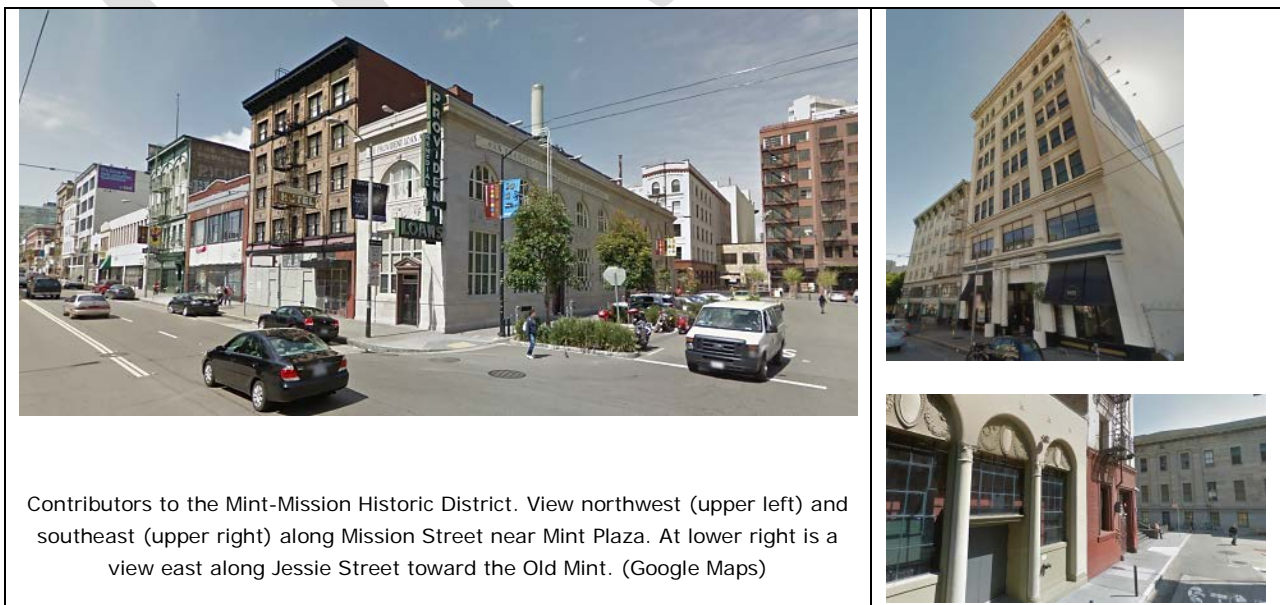 PROVIDENT
LOANS
PROVIDENT LOAN
HOTEL
Contributors to the Mint-Mission Historic District. View northwest (upper left) and
southeast (upper right) along Mission Street near Mint Plaza. At lower right is a
view east along Jessie Street toward the Old Mint. (Google Maps)